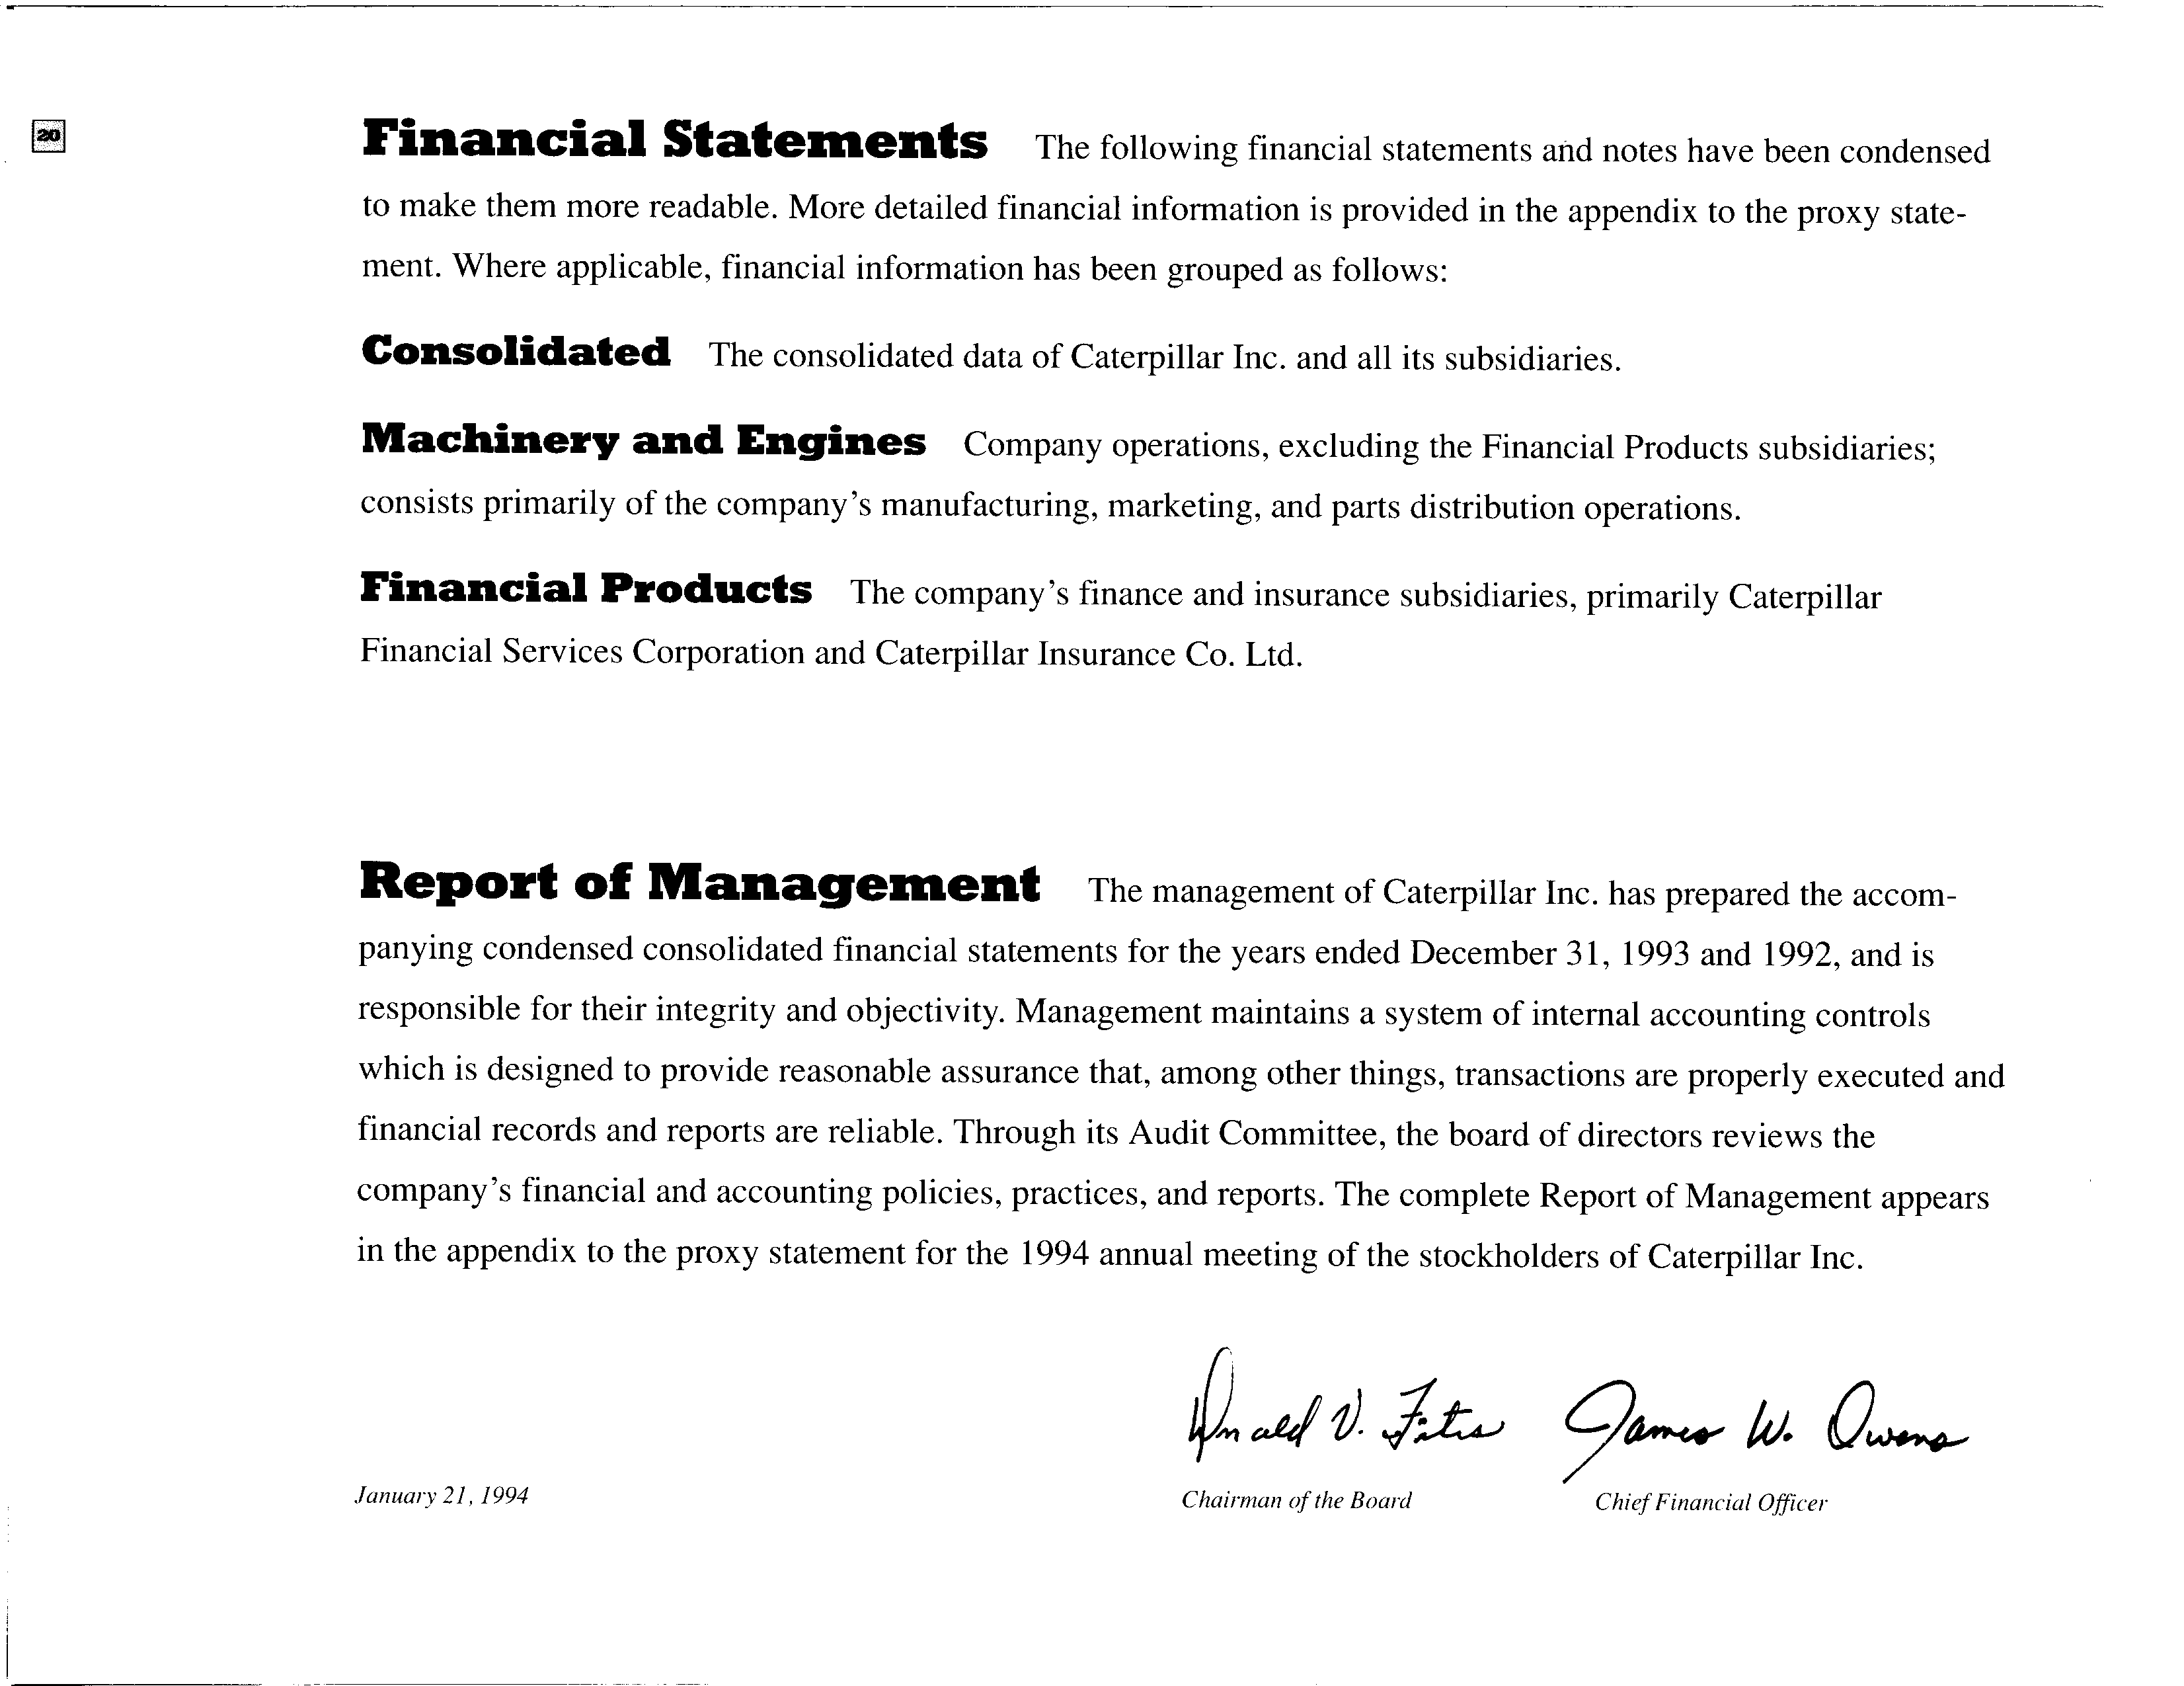 20
Financial Statements The following financial statements and notes have been condensed
to make them more readable. More detailed financial information is provided in the appendix to the proxy state-
ment. Where applicable, financial information has been grouped as follows:
Consolidated The consolidated data of Caterpillar Inc. and all its subsidiaries.
Machinery and Engines Company operations, excluding the Financial Products subsidiaries;
consists primarily of the company's manufacturing, marketing, and parts distribution operations.
Financial Products The company's finance and insurance subsidiaries, primarily Caterpillar
Financial Services Corporation and Caterpillar Insurance Co. Ltd.
Report of Management The management of Caterpillar Inc. has prepared the accom-
panying condensed consolidated financial statements for the years ended December 31, 1993 and 1992, and is
responsible for their integrity and objectivity. Management maintains a system of internal accounting controls
which is designed to provide reasonable assurance that, among other things, transactions are properly executed and
financial records and reports are reliable. Through its Audit Committee, the board of directors reviews the
company's financial and accounting policies, practices, and reports. The complete Report of Management appears
in the appendix to the proxy statement for the 1994 annual meeting of the stockholders of Caterpillar Inc.
Donald V. Fites James W. Owens
January 21, 1994 Chairman of the Board Chief Financial Officer